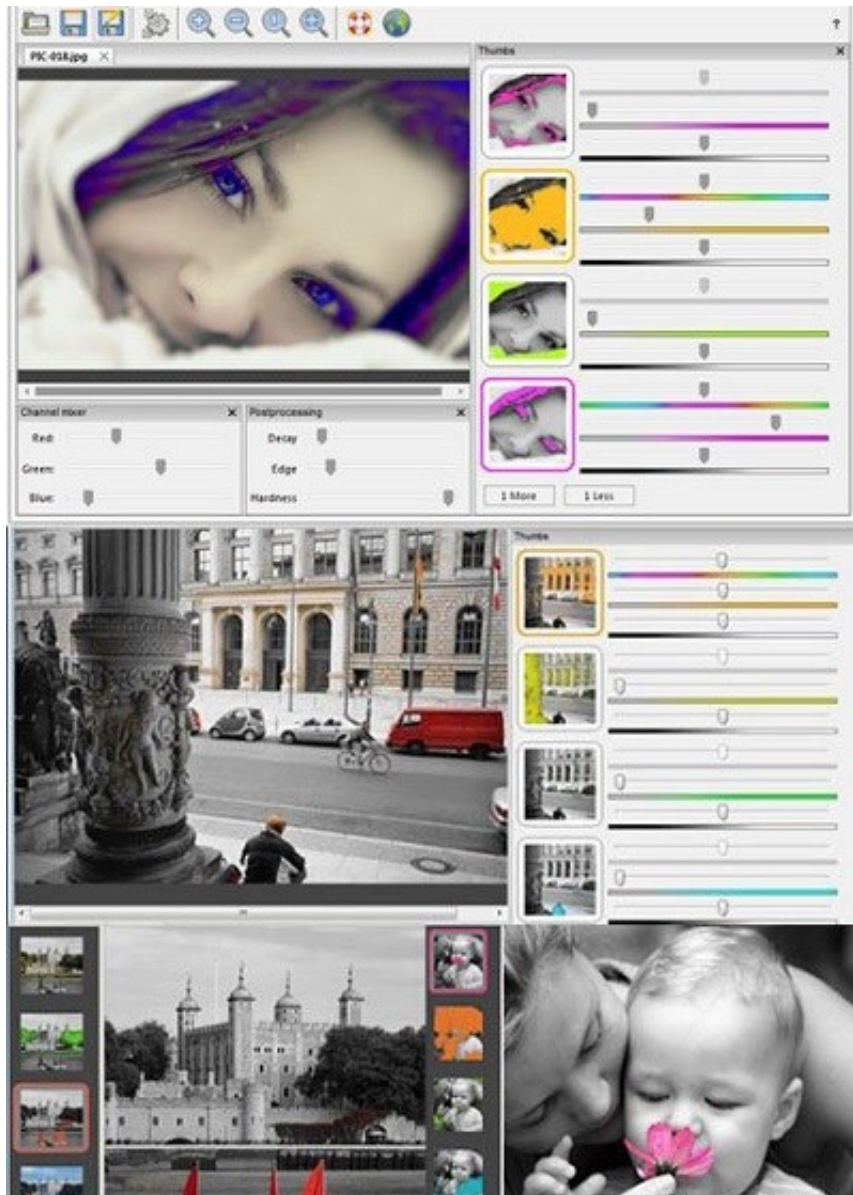 ?
PIC-018.jpg
Thumbs
Channel mixer
Red:
Green:
Blue:
Postprocessing
Decay
Edge
Hardness
1 More
1 Less
Thumbs